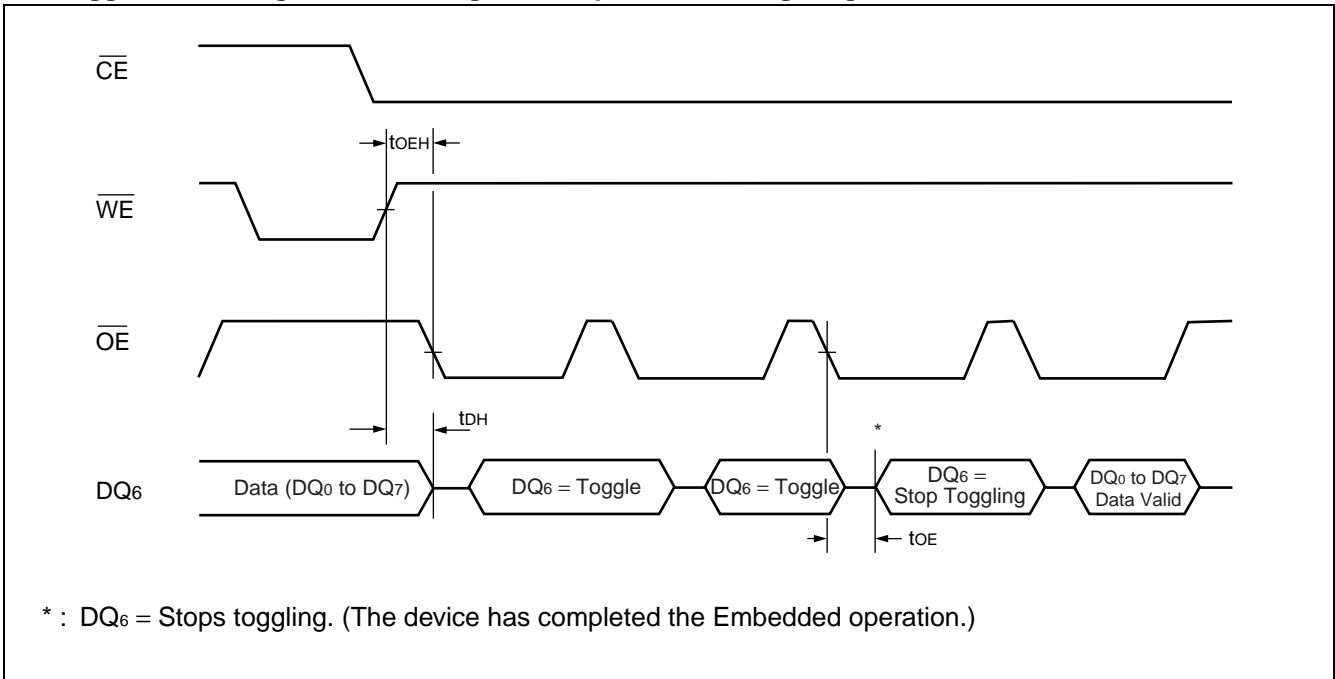 CE
tOEH
WE
OE
tDH
*
DQ6
Data (DQ0 to DQ7)
DQ6 = Toggle
DQ6 = Toggle
DQ6 =
Stop Toggling
DQ0 to DQ7
Data Valid
tOE
* : DQ6 = Stops toggling. (The device has completed the Embedded operation.)